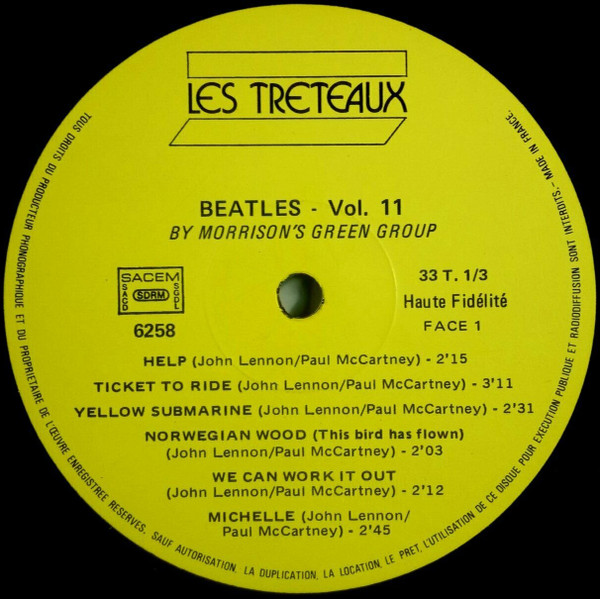 LES TRETEAUX
BEATLES - Vol. 11
BY MORRISON'S GREEN GROUP
SACEM
SACD
SDRM
SGDL
6258
33 T. 1/3
Haute Fidélité
FACE 1
HELP (John Lennon/Paul McCartney) - 2'15
TICKET TO RIDE (John Lennon/Paul McCartney) - 3'11
YELLOW SUBMARINE (John Lennon/Paul McCartney) - 2'31
NORWEGIAN WOOD (This bird has flown)
(John Lennon/Paul McCartney) - 2'03
WE CAN WORK IT OUT
(John Lennon/Paul McCartney) - 2'12
MICHELLE (John Lennon/
Paul McCartney) - 2'45
TOUS DROITS DU PRODUCTEUR PHONOGRAPHIQUE ET DU PROPRIETAIRE DE L'ŒUVRE ENREGISTREE RESERVES. SAUF AUTORISATION, LA DUPLICATION, LA LOCATION, LE PRET, L'UTILISATION DE CE DISQUE POUR EXECUTION PUBLIQUE ET RADIODIFFUSION SONT INTERDITS.- MADE IN FRANCE.